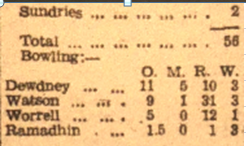 Sundries ... ... ... ... ... 2
Total ... ... ... ... ... 56
Bowling:—
O. M. R. W.
Dewdney ... ... 11 5 10 3
Watson ... ... 9 1 31 3
Worrell ... ... 5 0 12 1
Ramadhin ... 1.5 0 1 3